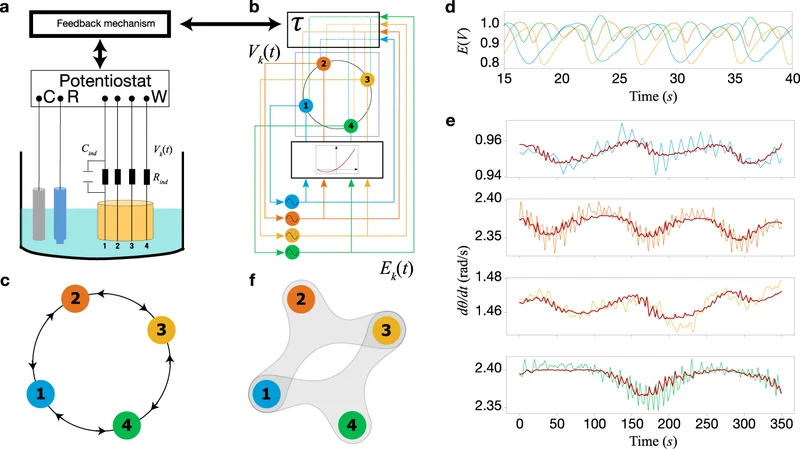 a
Feedback mechanism
Potentiostat
C R W
C_ind
V_k(t)
R_ind
1 2 3 4
b
τ
V_k(t)
2
3
1
4
E_k(t)
c
2
3
1
4
f
2
3
1
4
d
E(V)
1.0
0.9
0.8
15 20 25 30 35 40
Time (s)
e
dθ/dt (rad/s)
0.96
0.94
2.40
2.35
1.48
1.46
2.40
2.35
0 50 100 150 200 250 300 350
Time (s)